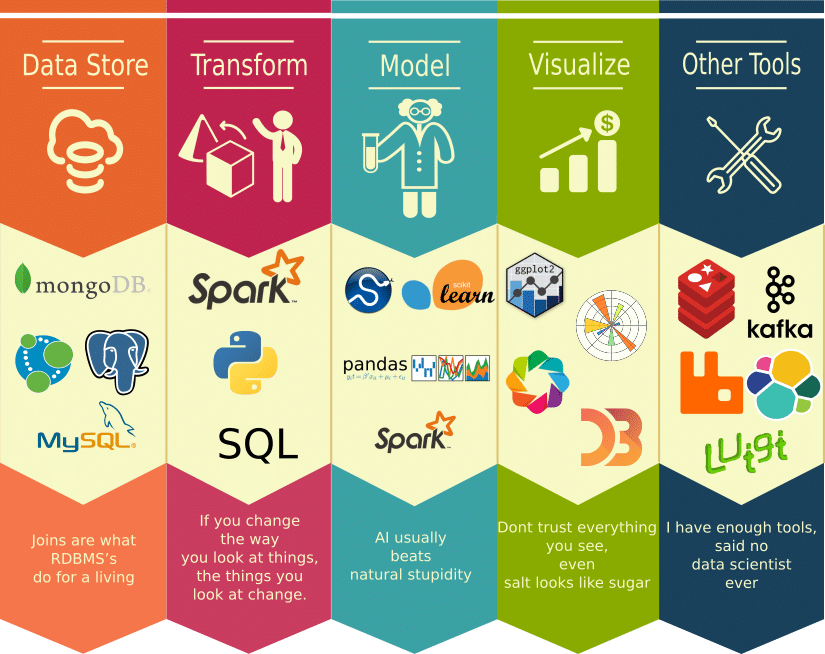 Data Store
Transform
Model
Visualize
Other Tools
$
mongoDB®
MySQL®
Spark™
SQL
scikit
learn
pandas
Spark™
ggplot2
D3
kafka
Luigi
Joins are what
RDBMS’s
do for a living
If you change
the way
you look at things,
the things you
look at change.
AI usually
beats
natural stupidity
Dont trust everything
you see,
even
salt looks like sugar
I have enough tools,
said no
data scientist
ever